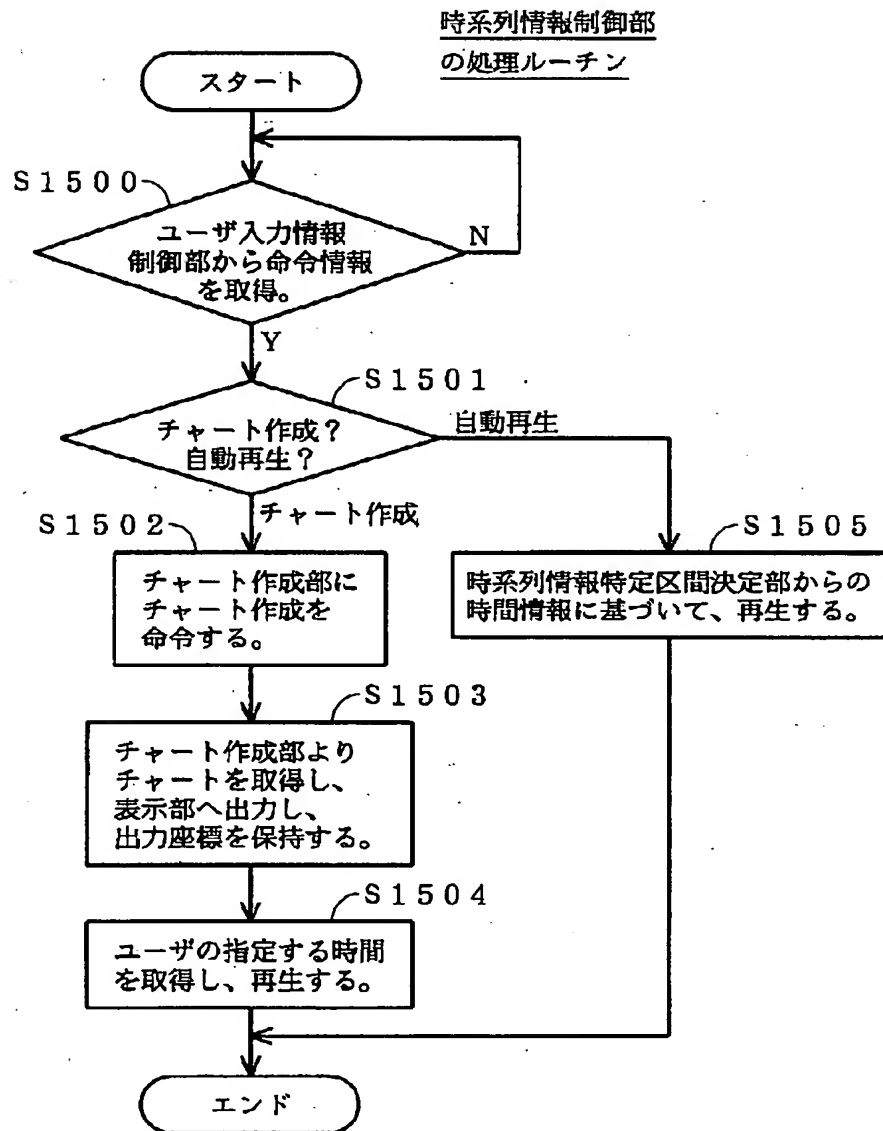 時系列情報制御部
の処理ルーチン
スタート
S1500
ユーザ入力情報
制御部から命令情報
を取得。
N
Y
S1501
チャート作成？
自動再生？
自動再生
チャート作成
S1502
チャート作成部に
チャート作成を
命令する。
S1505
時系列情報特定区間決定部からの
時間情報に基づいて、再生する。
S1503
チャート作成部より
チャートを取得し、
表示部へ出力し、
出力座標を保持する。
S1504
ユーザの指定する時間
を取得し、再生する。
エンド